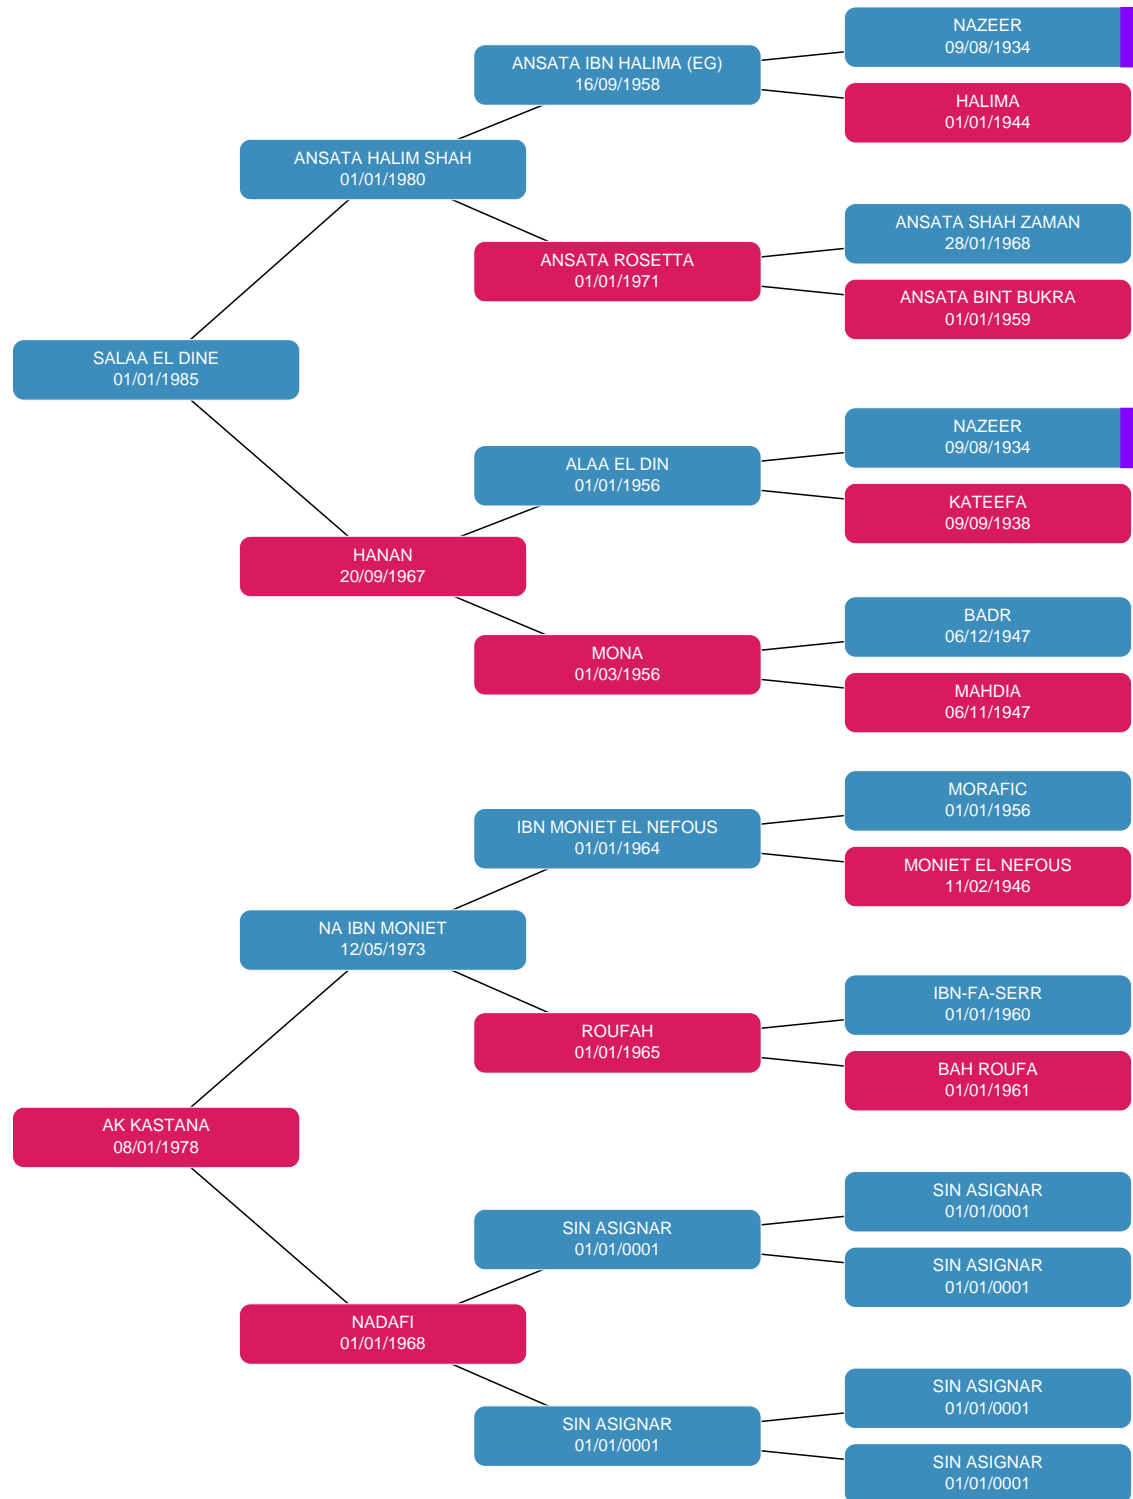 NAZEER
09/08/1934
ANSATA IBN HALIMA (EG)
16/09/1958
HALIMA
01/01/1944
ANSATA HALIM SHAH
01/01/1980
ANSATA SHAH ZAMAN
28/01/1968
ANSATA ROSETTA
01/01/1971
ANSATA BINT BUKRA
01/01/1959
SALAA EL DINE
01/01/1985
NAZEER
09/08/1934
ALAA EL DIN
01/01/1956
KATEEFA
09/09/1938
HANAN
20/09/1967
BADR
06/12/1947
MONA
01/03/1956
MAHDIA
06/11/1947
MORAFIC
01/01/1956
IBN MONIET EL NEFOUS
01/01/1964
MONIET EL NEFOUS
11/02/1946
NA IBN MONIET
12/05/1973
IBN-FA-SERR
01/01/1960
ROUFAH
01/01/1965
BAH ROUFA
01/01/1961
AK KASTANA
08/01/1978
SIN ASIGNAR
01/01/0001
SIN ASIGNAR
01/01/0001
SIN ASIGNAR
01/01/0001
NADAFI
01/01/1968
SIN ASIGNAR
01/01/0001
SIN ASIGNAR
01/01/0001
SIN ASIGNAR
01/01/0001